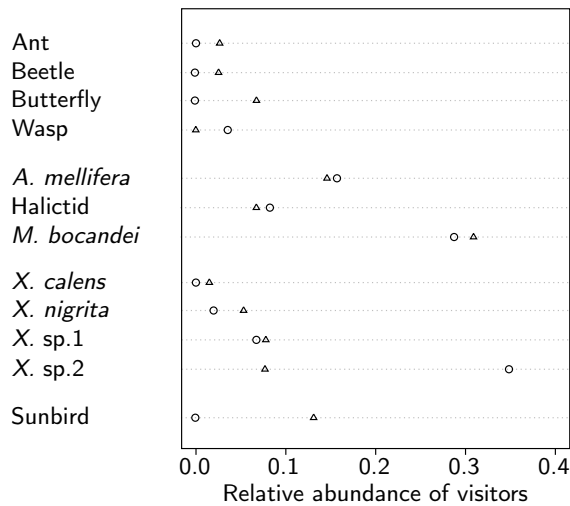 Ant
Beetle
Butterfly
Wasp
A. mellifera
Halictid
M. bocandei
X. calens
X. nigrita
X. sp.1
X. sp.2
Sunbird
0.0 0.1 0.2 0.3 0.4
Relative abundance of visitors